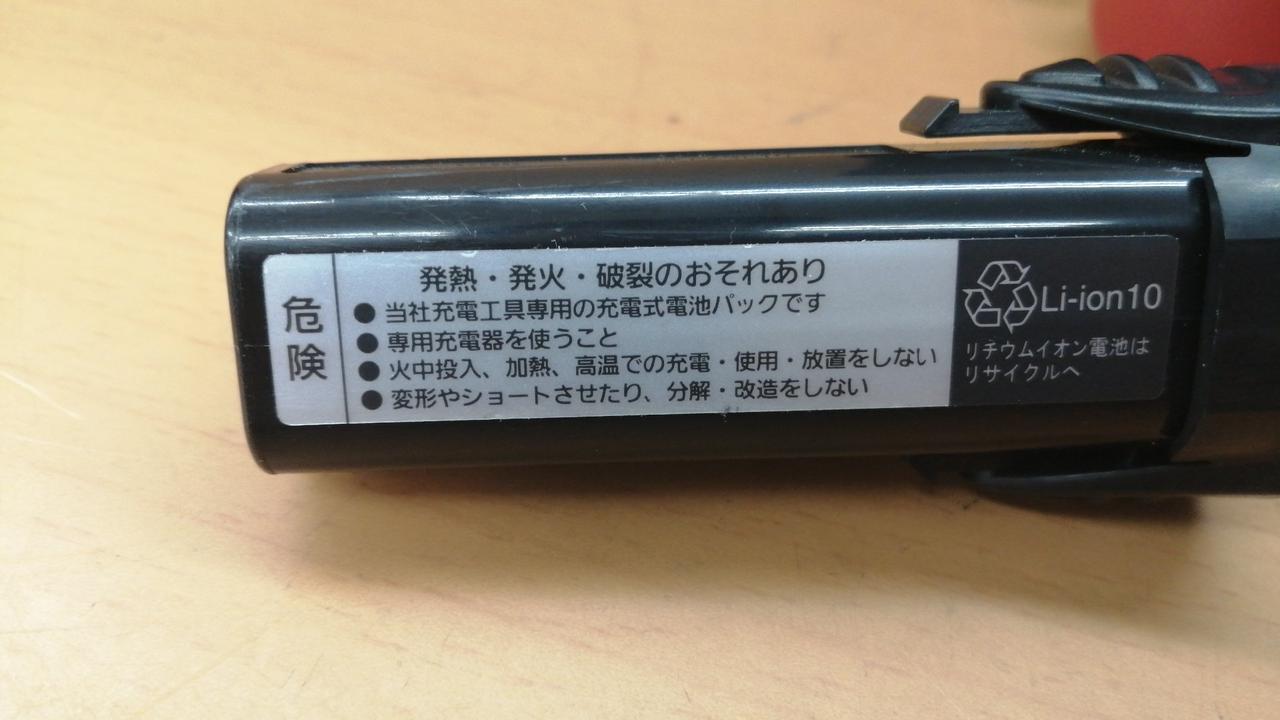 危険
発熱・発火・破裂のおそれあり
● 当社充電工具専用の充電式電池パックです
● 専用充電器を使うこと
● 火中投入、加熱、高温での充電・使用・放置をしない
● 変形やショートさせたり、分解・改造をしない
Li-ion10
リチウムイオン電池は
リサイクルへ